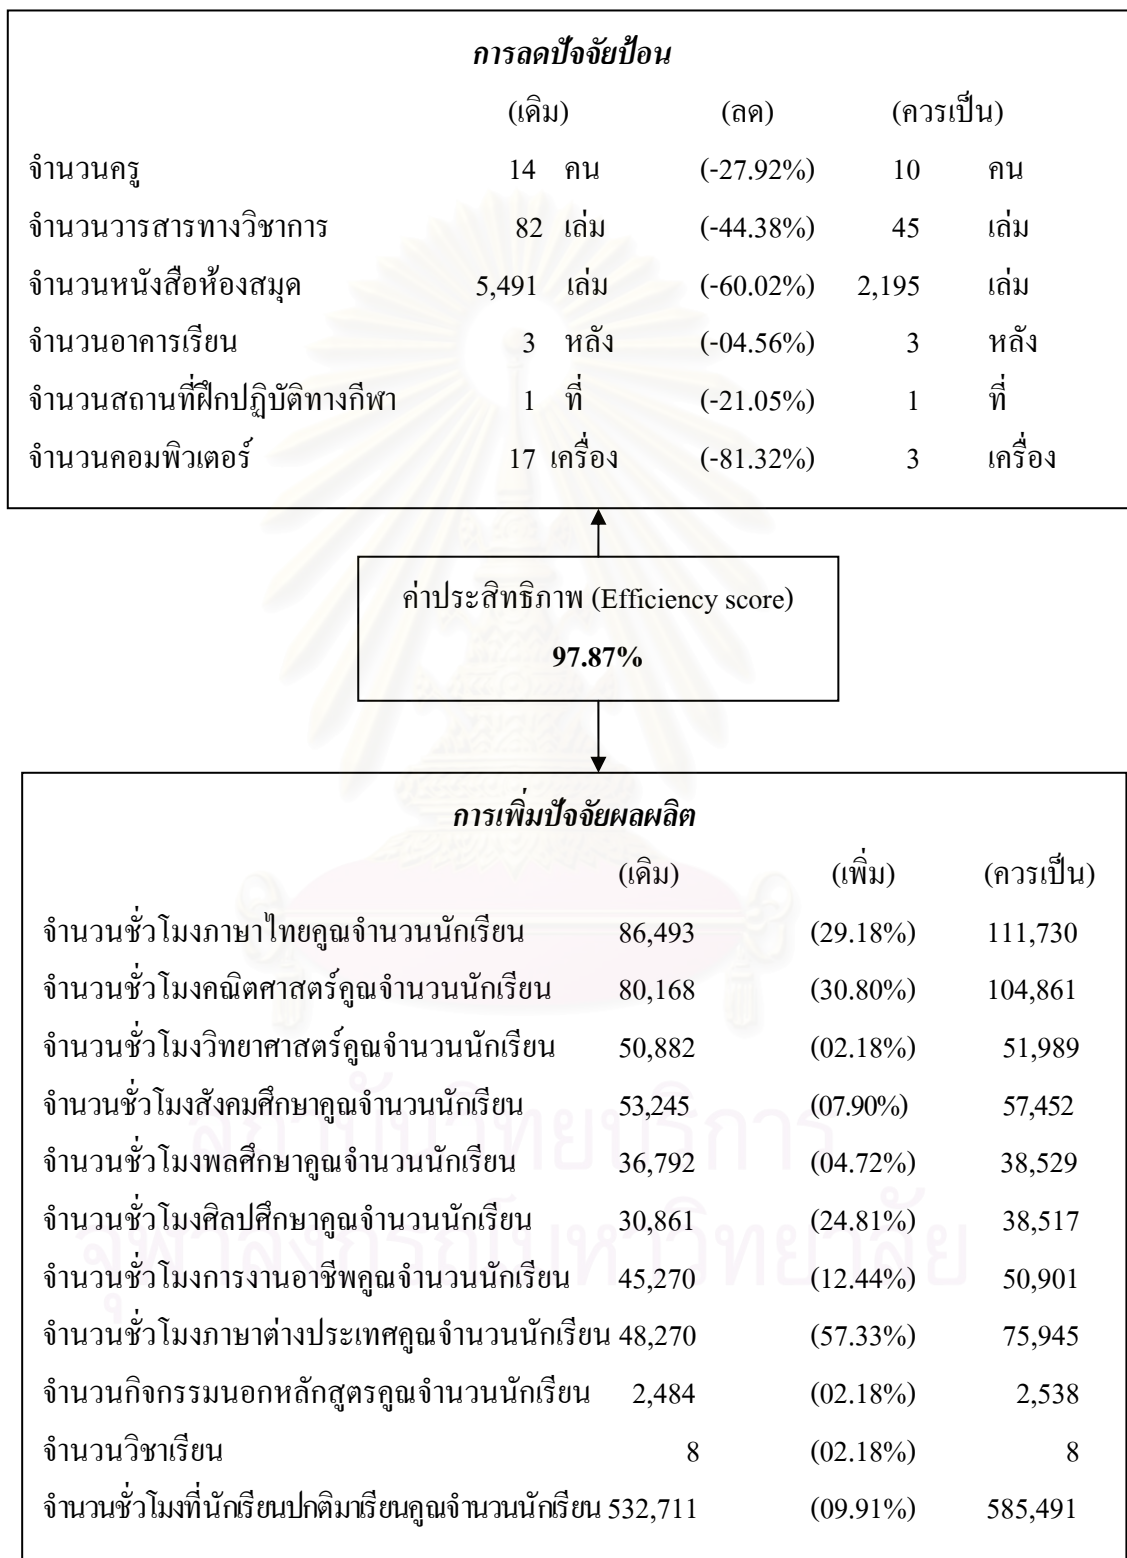 การลดปัจจัยป้อน
(เดิม) (ลด) (ควรเป็น)
จำนวนครู 14 คน (-27.92%) 10 คน
จำนวนวารสารทางวิชาการ 82 เล่ม (-44.38%) 45 เล่ม
จำนวนหนังสือห้องสมุด 5,491 เล่ม (-60.02%) 2,195 เล่ม
จำนวนอาคารเรียน 3 หลัง (-04.56%) 3 หลัง
จำนวนสถานที่ฝึกปฏิบัติทางกีฬา 1 ที่ (-21.05%) 1 ที่
จำนวนคอมพิวเตอร์ 17 เครื่อง (-81.32%) 3 เครื่อง
ค่าประสิทธิภาพ (Efficiency score)
97.87%
การเพิ่มปัจจัยผลผลิต
(เดิม) (เพิ่ม) (ควรเป็น)
จำนวนชั่วโมงภาษาไทยคูณจำนวนนักเรียน 86,493 (29.18%) 111,730
จำนวนชั่วโมงคณิตศาสตร์คูณจำนวนนักเรียน 80,168 (30.80%) 104,861
จำนวนชั่วโมงวิทยาศาสตร์คูณจำนวนนักเรียน 50,882 (02.18%) 51,989
จำนวนชั่วโมงสังคมศึกษาคูณจำนวนนักเรียน 53,245 (07.90%) 57,452
จำนวนชั่วโมงพลศึกษาคูณจำนวนนักเรียน 36,792 (04.72%) 38,529
จำนวนชั่วโมงศิลปศึกษาคูณจำนวนนักเรียน 30,861 (24.81%) 38,517
จำนวนชั่วโมงการงานอาชีพคูณจำนวนนักเรียน 45,270 (12.44%) 50,901
จำนวนชั่วโมงภาษาต่างประเทศคูณจำนวนนักเรียน 48,270 (57.33%) 75,945
จำนวนกิจกรรมนอกหลักสูตรคูณจำนวนนักเรียน 2,484 (02.18%) 2,538
จำนวนวิชาเรียน 8 (02.18%) 8
จำนวนชั่วโมงที่นักเรียนปกติมาเรียนคูณจำนวนนักเรียน 532,711 (09.91%) 585,491
สถาบันวิทยบริการ
จุฬาลงกรณ์มหาวิทยาลัย